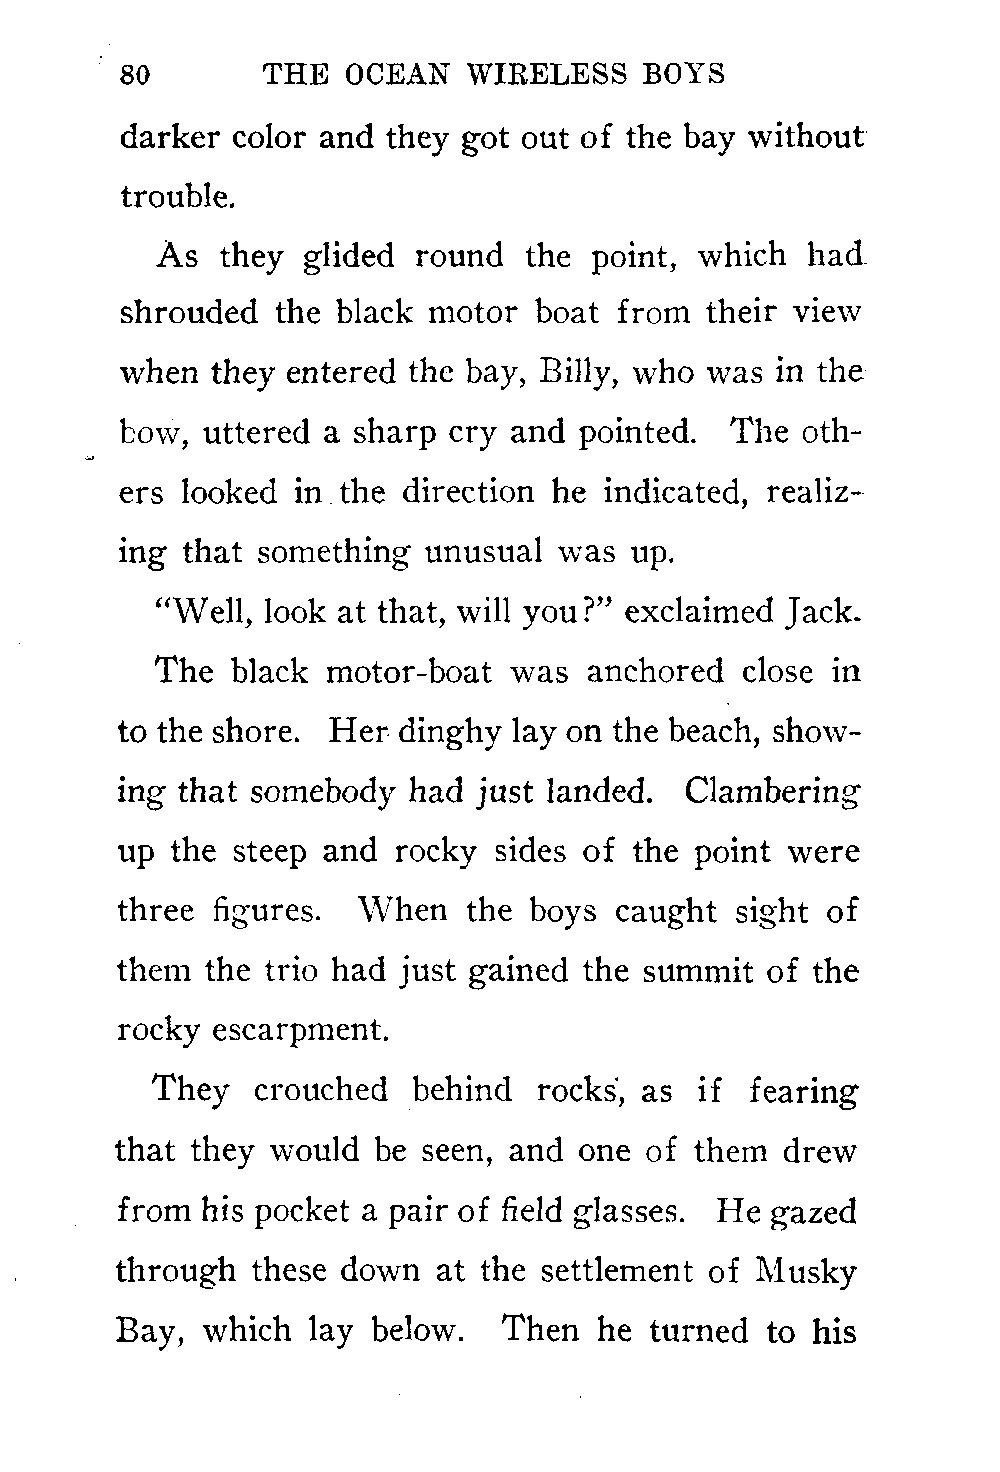 80 THE OCEAN WIRELESS BOYS
darker color and they got out of the bay without
trouble.
As they glided round the point, which had
shrouded the black motor boat from their view
when they entered the bay, Billy, who was in the
bow, uttered a sharp cry and pointed. The oth-
ers looked in the direction he indicated, realiz-
ing that something unusual was up.
"Well, look at that, will you?" exclaimed Jack.
The black motor-boat was anchored close in
to the shore. Her dinghy lay on the beach, show-
ing that somebody had just landed. Clambering
up the steep and rocky sides of the point were
three figures. When the boys caught sight of
them the trio had just gained the summit of the
rocky escarpment.
They crouched behind rocks, as if fearing
that they would be seen, and one of them drew
from his pocket a pair of field glasses. He gazed
through these down at the settlement of Musky
Bay, which lay below. Then he turned to his